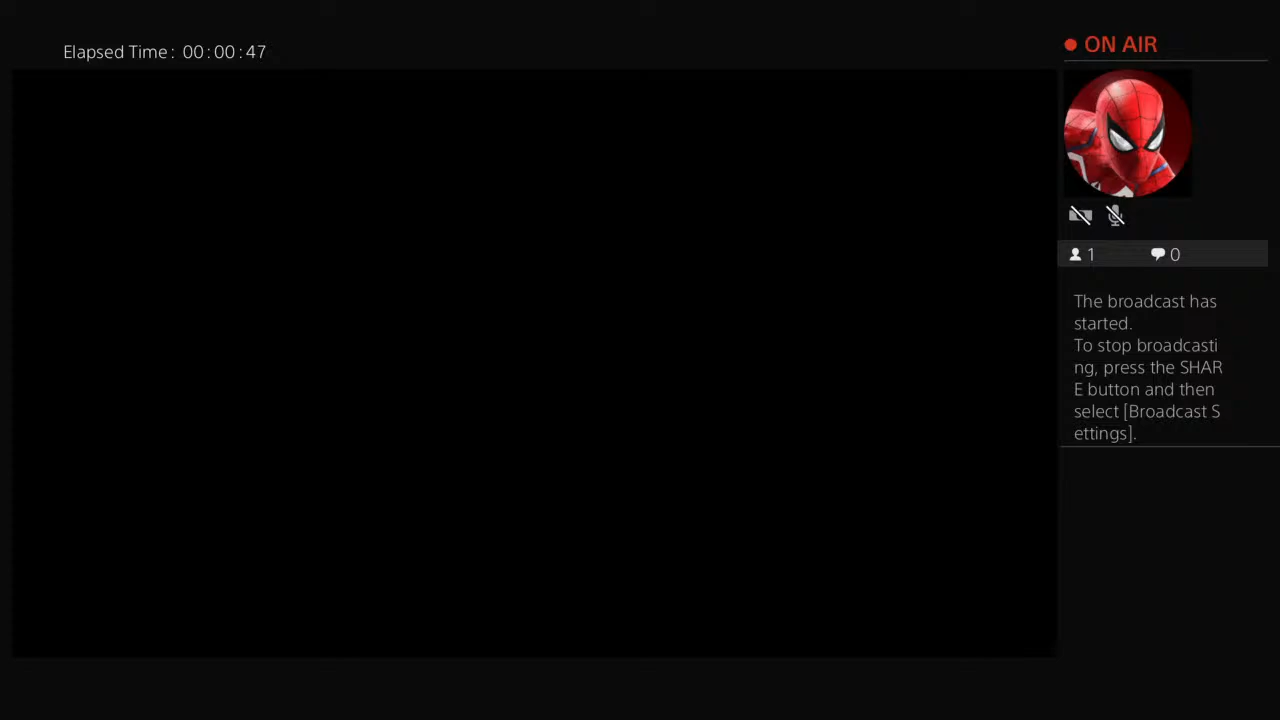 Elapsed Time: 00:00:47
ON AIR
1
0
The broadcast has
started.
To stop broadcasti
ng, press the SHAR
E button and then
select [Broadcast S
ettings].